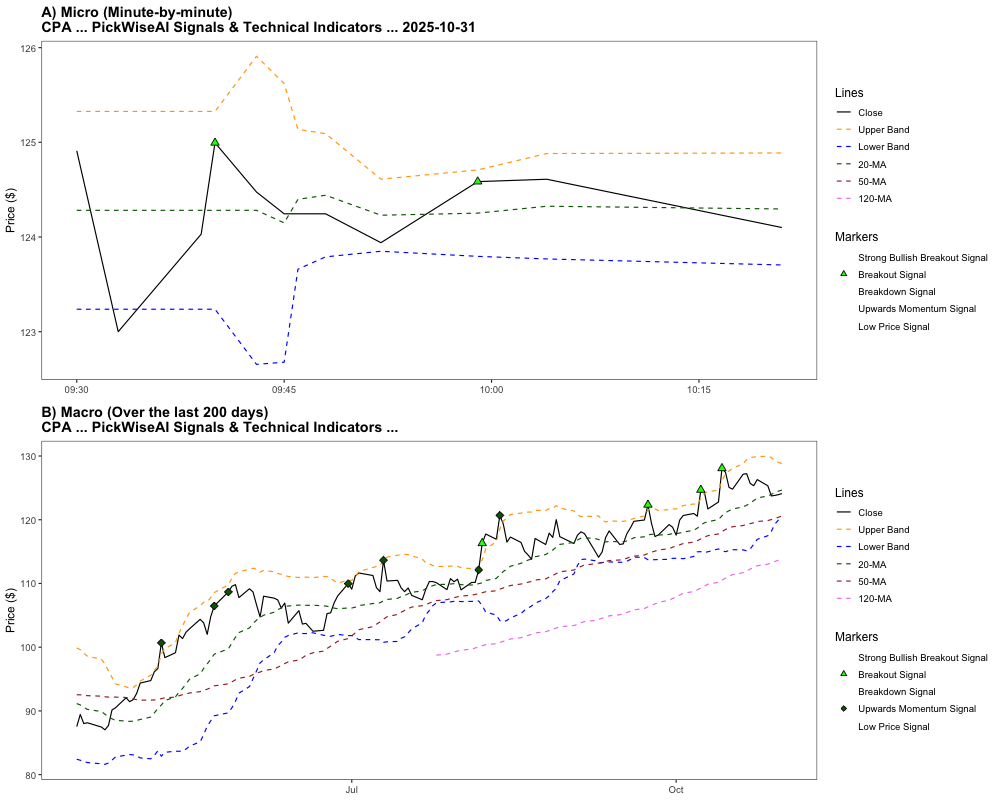 A) Micro (Minute-by-minute)
CPA ... PickWiseAI Signals & Technical Indicators ... 2025-10-31
Price ($)
126
125
124
123
09:30
09:45
10:00
10:15
Lines
Close
Upper Band
Lower Band
20-MA
50-MA
120-MA
Markers
Strong Bullish Breakout Signal
Breakout Signal
Breakdown Signal
Upwards Momentum Signal
Low Price Signal
B) Macro (Over the last 200 days)
CPA ... PickWiseAI Signals & Technical Indicators ...
Price ($)
130
120
110
100
90
80
Jul
Oct
Lines
Close
Upper Band
Lower Band
20-MA
50-MA
120-MA
Markers
Strong Bullish Breakout Signal
Breakout Signal
Breakdown Signal
Upwards Momentum Signal
Low Price Signal